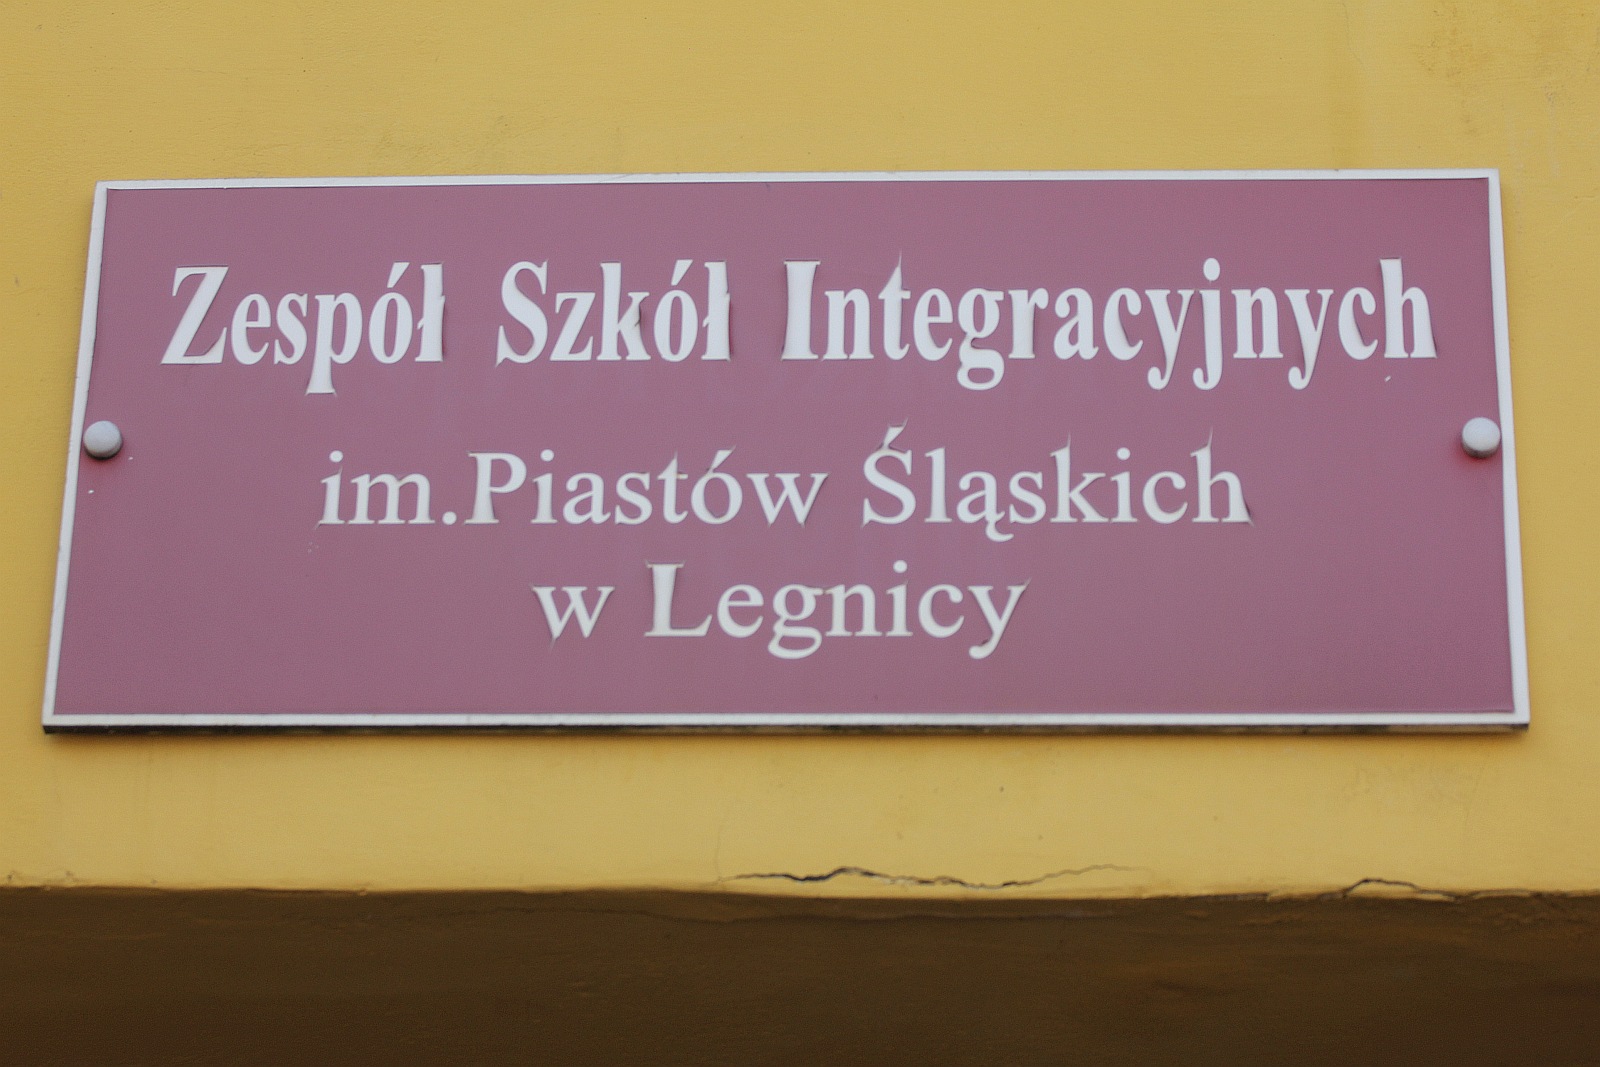 Zespół Szkół Integracyjnych
im.Piastów Śląskich
w Legnicy